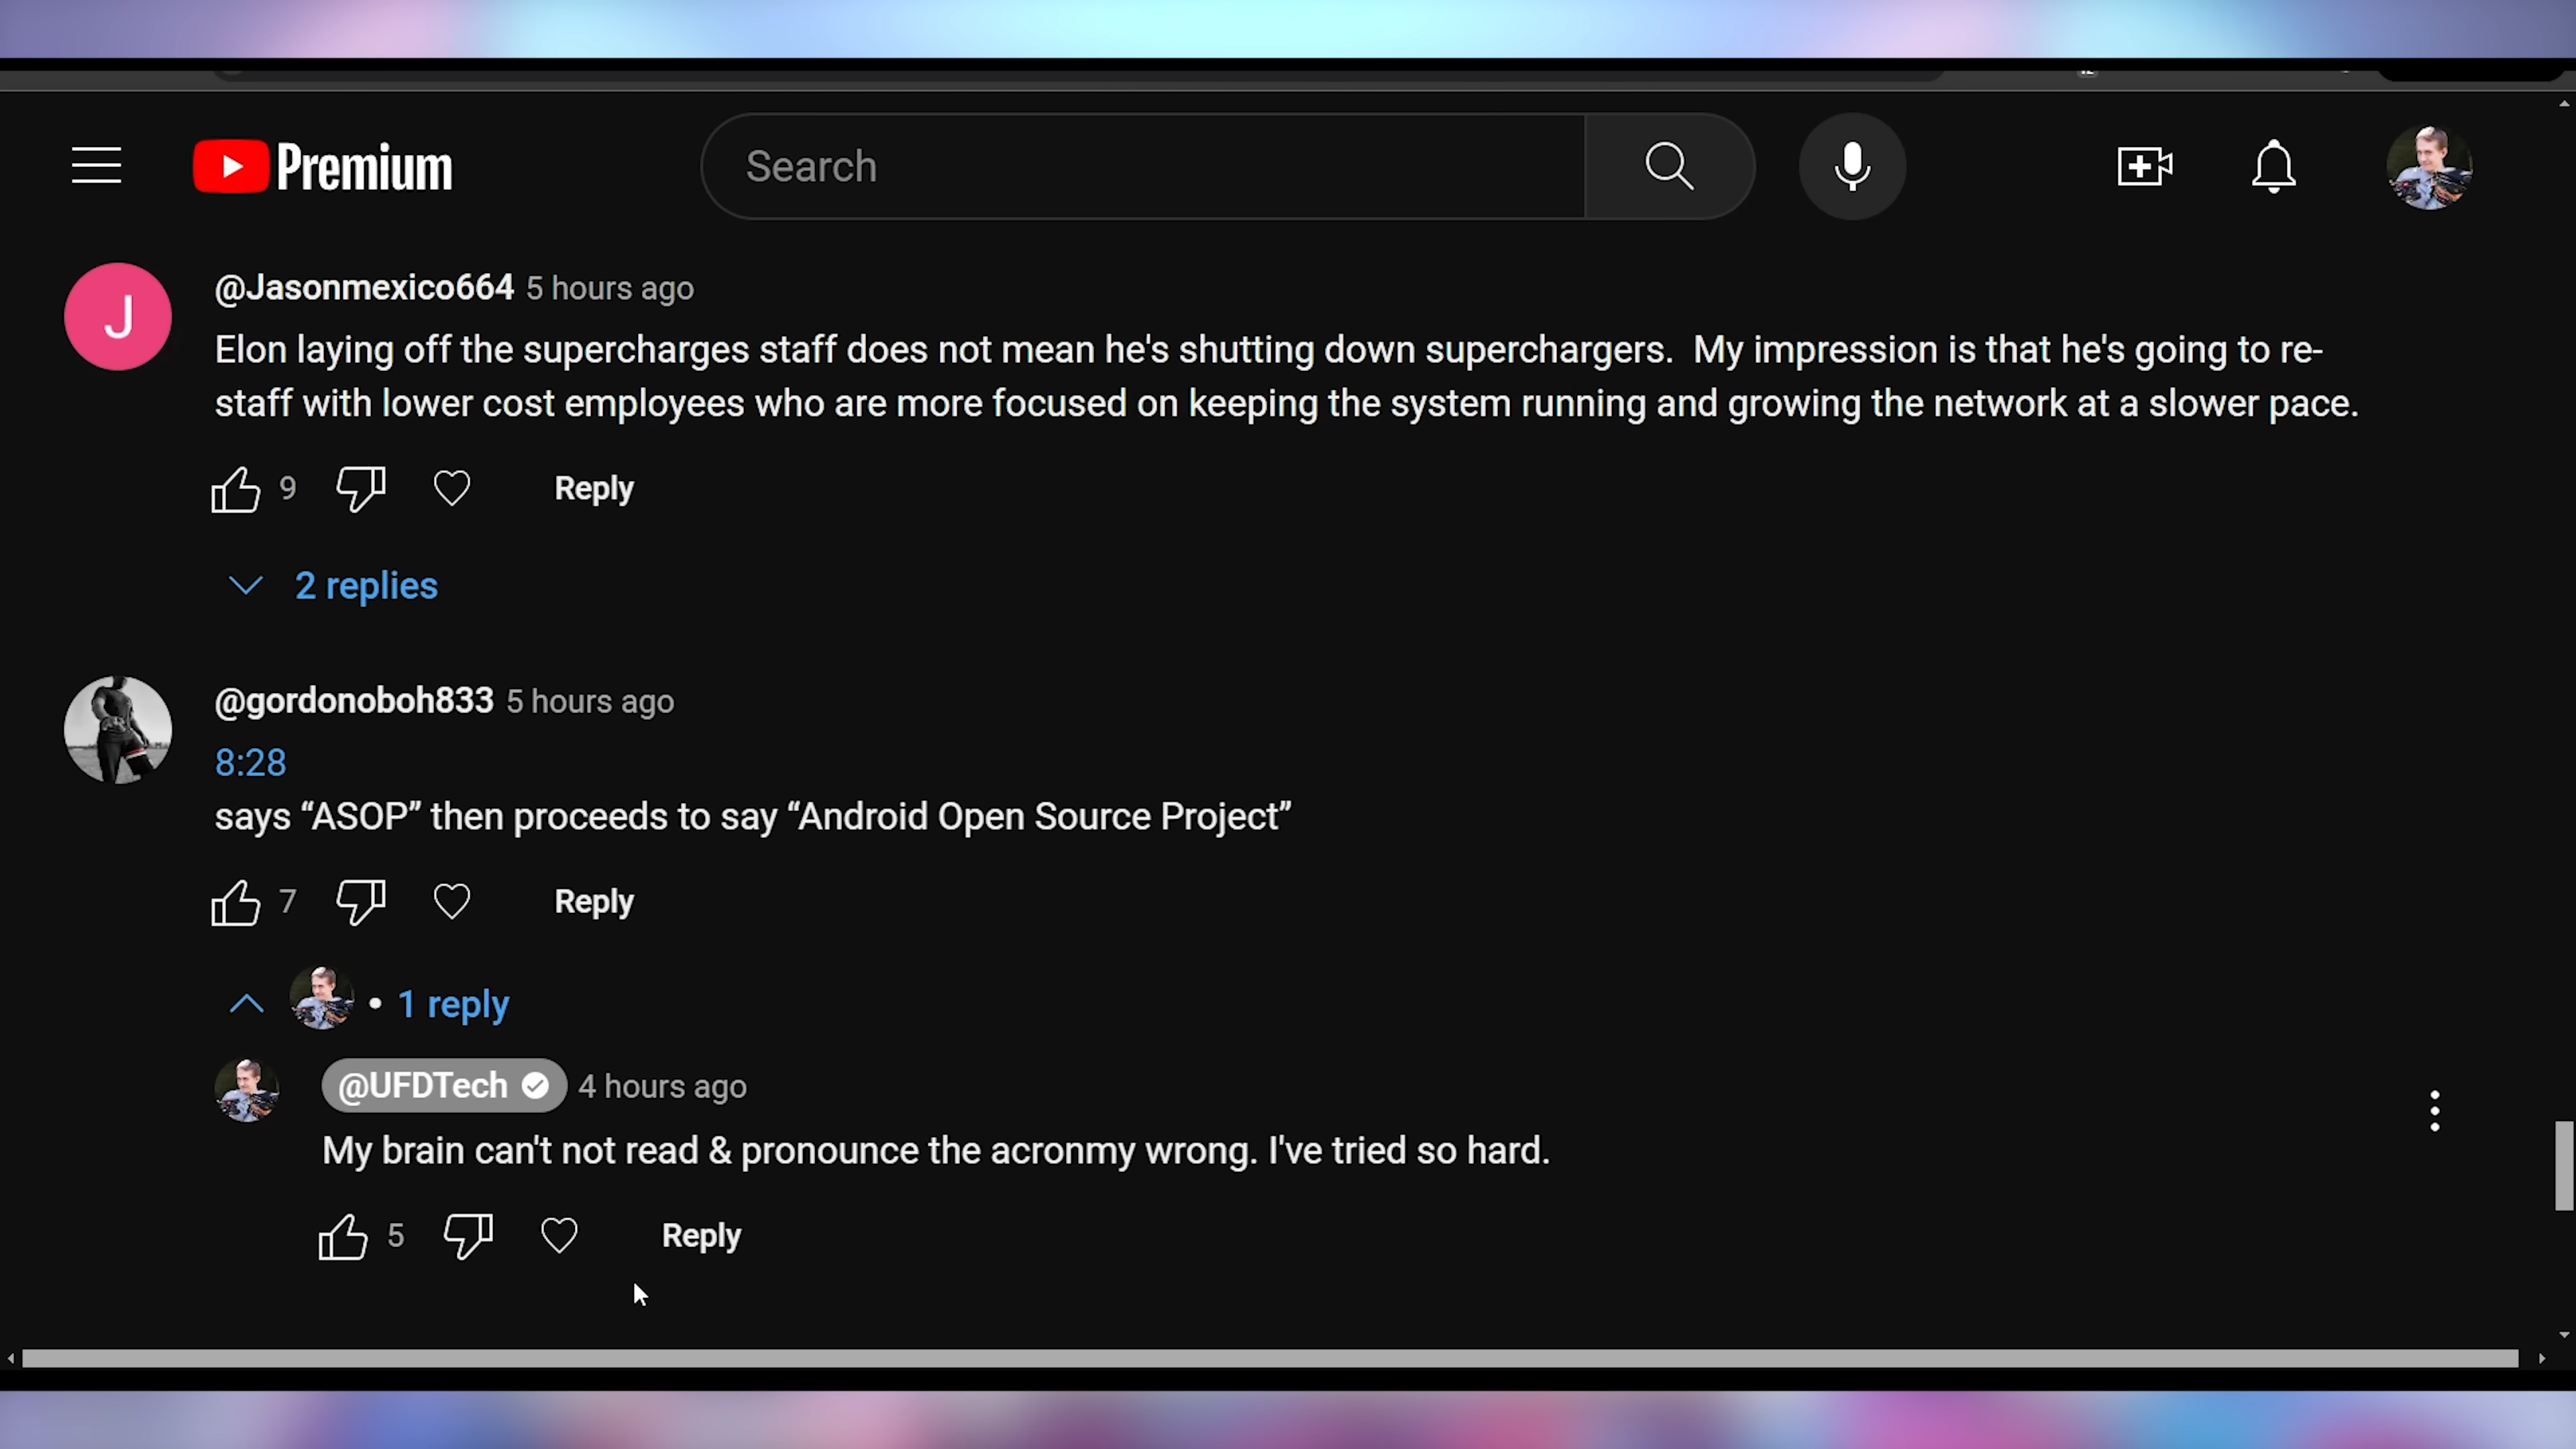 Premium
Search
J
@Jasonmexico664 5 hours ago
Elon laying off the supercharges staff does not mean he's shutting down superchargers.  My impression is that he's going to re-
staff with lower cost employees who are more focused on keeping the system running and growing the network at a slower pace.
9 Reply
2 replies
@gordonoboh833 5 hours ago
8:28
says “ASOP” then proceeds to say “Android Open Source Project”
7 Reply
• 1 reply
@UFDTech 4 hours ago
My brain can't not read & pronounce the acronmy wrong. I've tried so hard.
5 Reply